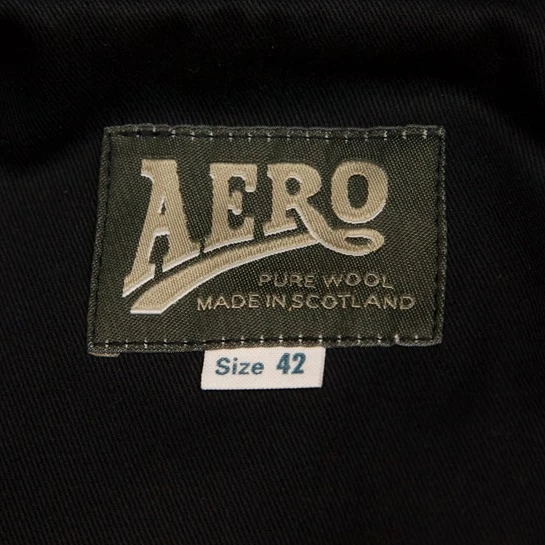 AERO
PURE WOOL
MADE IN SCOTLAND
Size 42